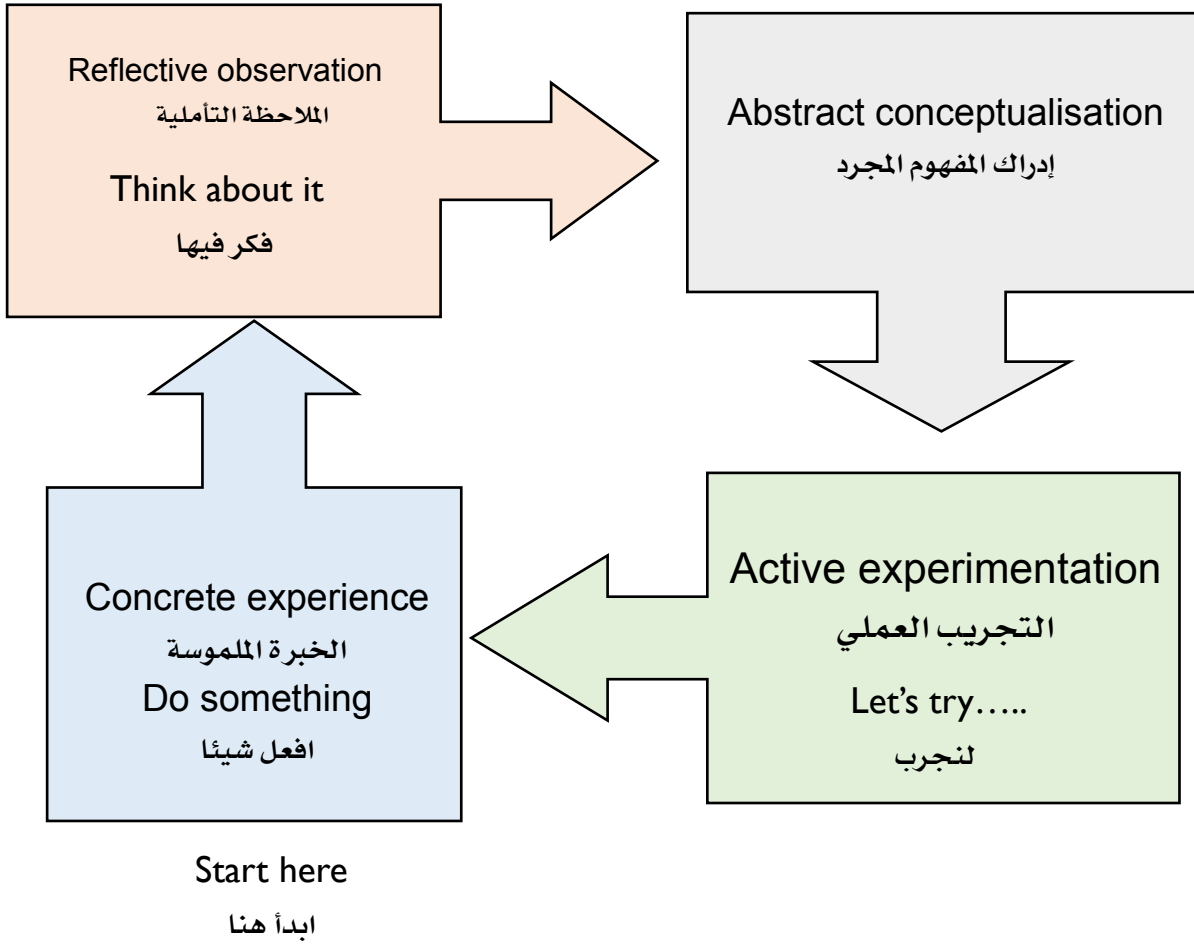 Reflective observation
الملاحظة التأملية
Think about it
فكر فيها
Abstract conceptualisation
إدراك المفهوم المجرد
Concrete experience
الخبرة الملموسة
Do something
افعل شيئا
Active experimentation
التجريب العملي
Let's try…..
لنجرب
Start here
ابدأ هنا